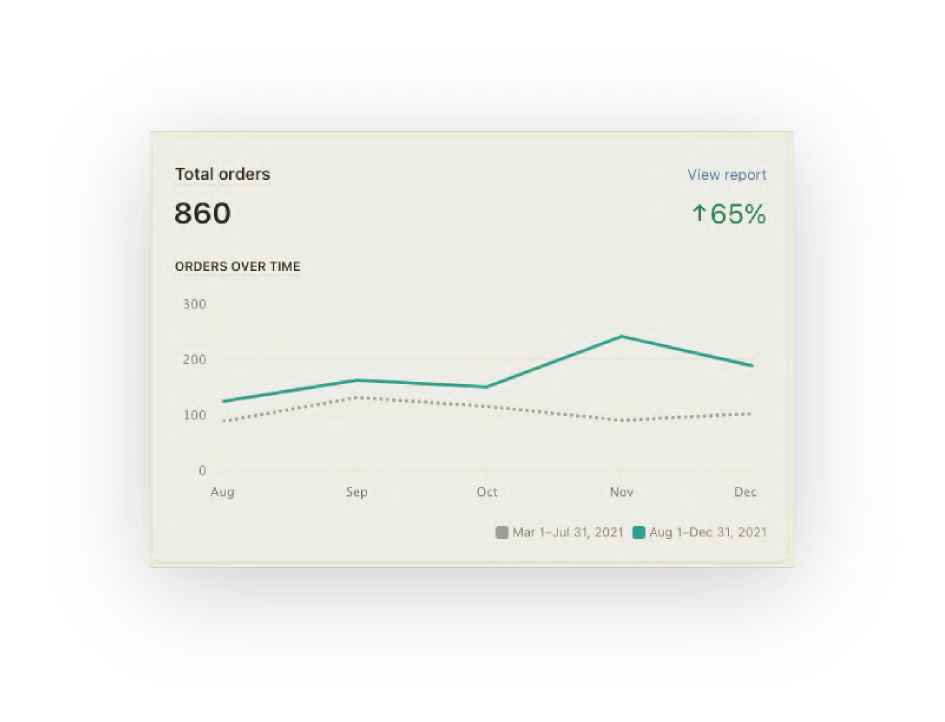 Total orders View report
860 ↑65%
ORDERS OVER TIME
300
200
100
0
Aug Sep Oct Nov Dec
Mar 1–Jul 31, 2021 Aug 1–Dec 31, 2021